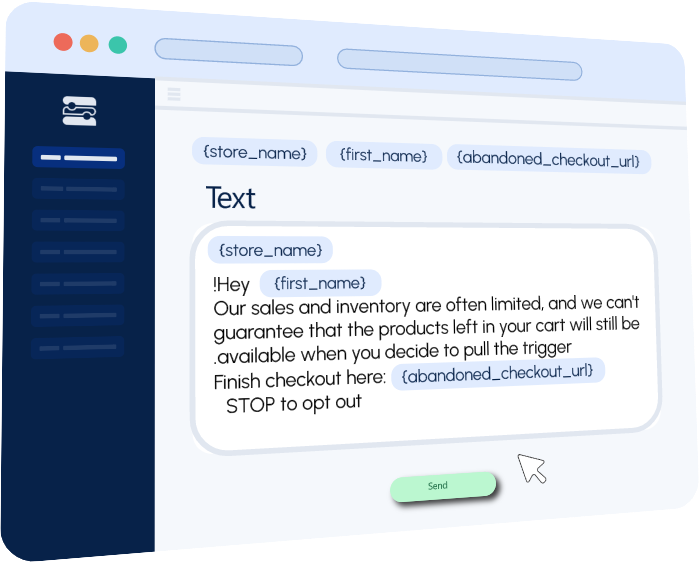 {store_name} {first_name} {abandoned_checkout_url}
Text
{store_name}
!Hey {first_name}
Our sales and inventory are often limited, and we can't
guarantee that the products left in your cart will still be
.available when you decide to pull the trigger
Finish checkout here: {abandoned_checkout_url}
STOP to opt out
Send